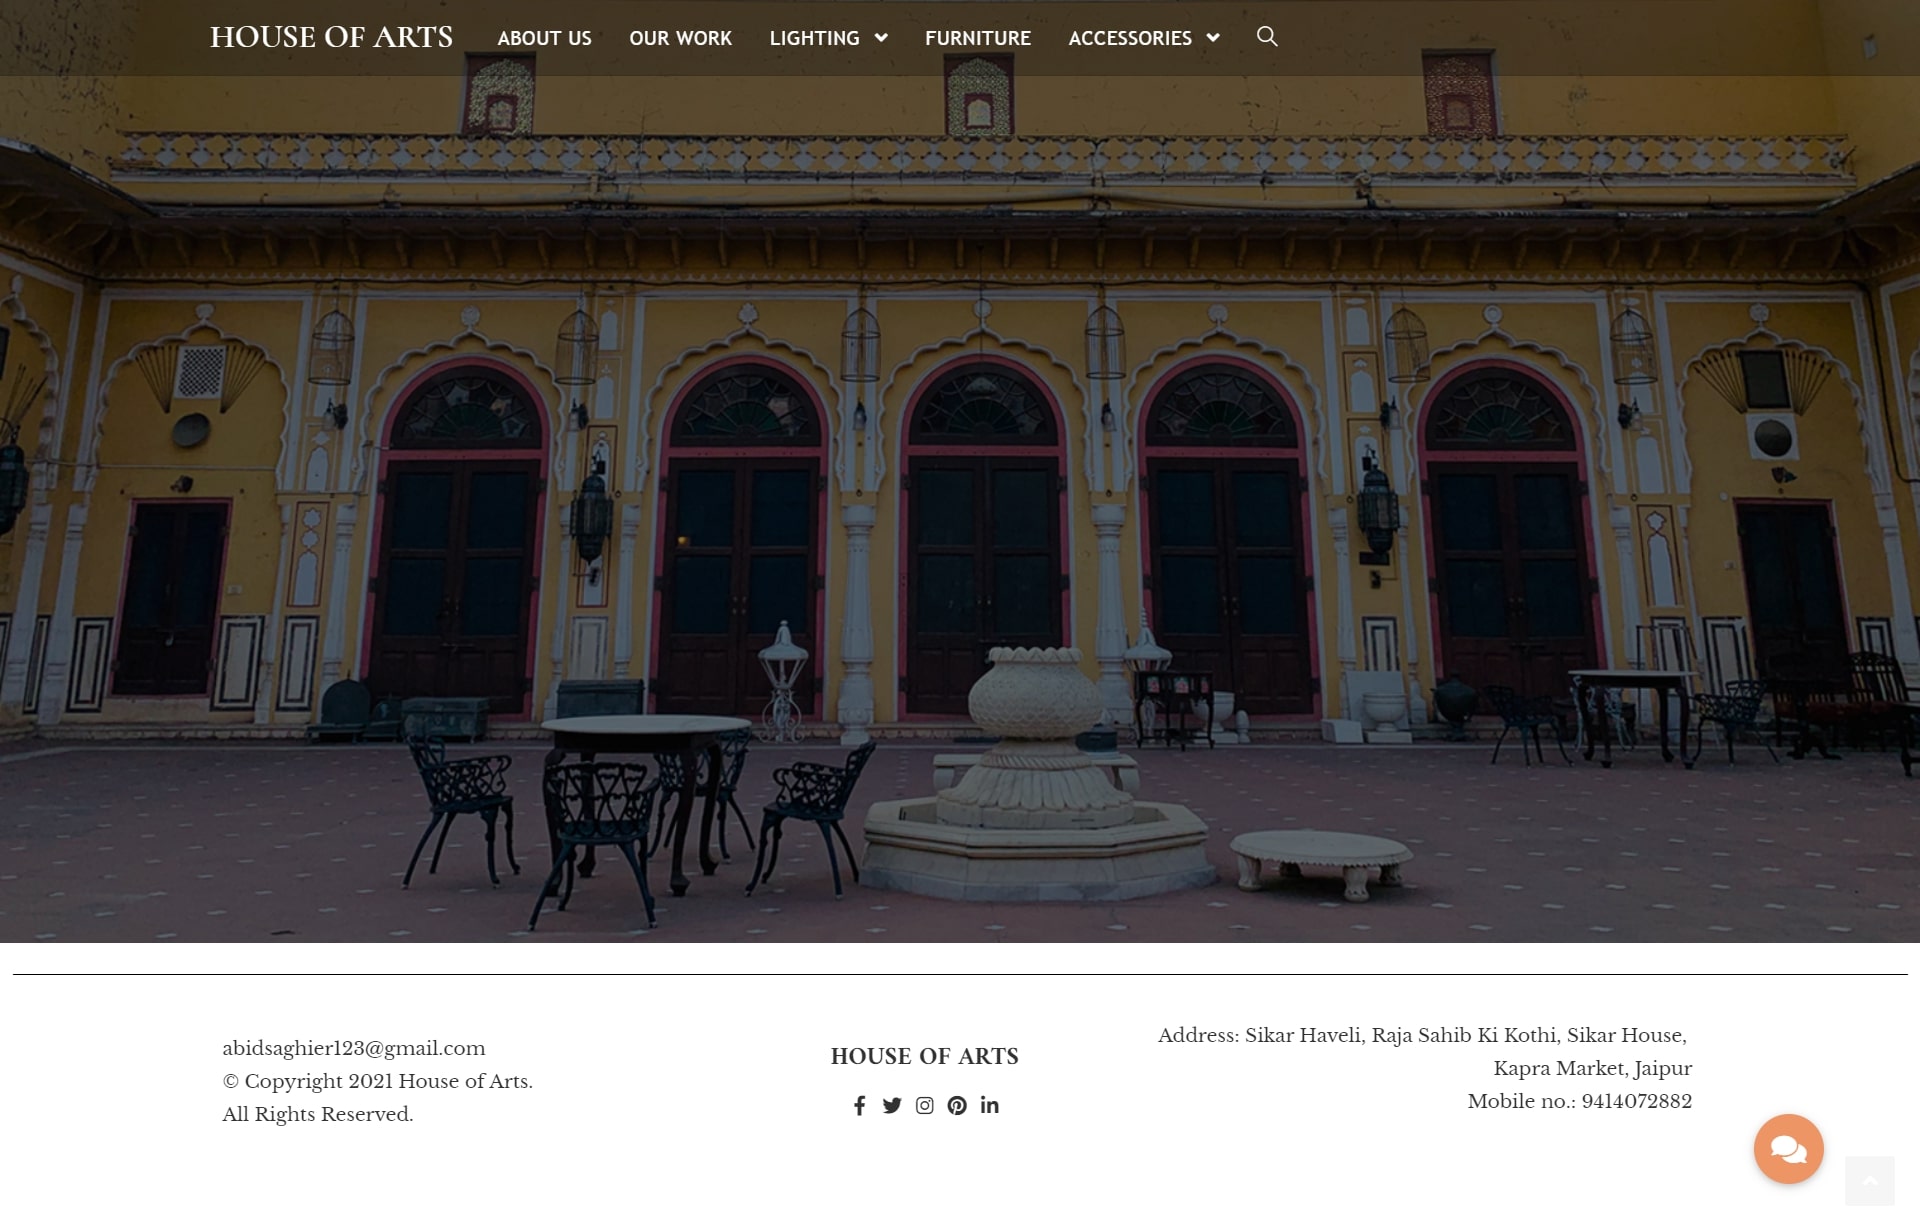 HOUSE OF ARTS
ABOUT US
OUR WORK
LIGHTING
FURNITURE
ACCESSORIES
abidsaghier123@gmail.com
© Copyright 2021 House of Arts.
All Rights Reserved.
HOUSE OF ARTS
Address: Sikar Haveli, Raja Sahib Ki Kothi, Sikar House,
Kapra Market, Jaipur
Mobile no.: 9414072882